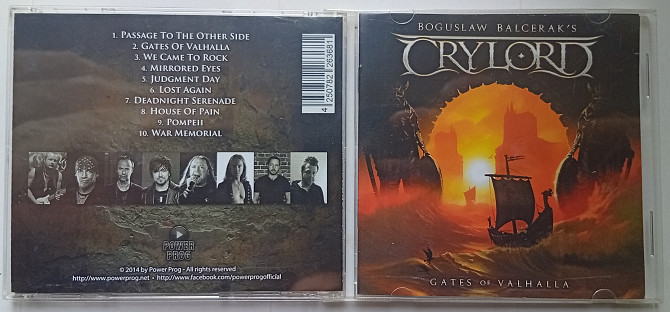 1. Passage To The Other Side
2. Gates Of Valhalla
3. We Came To Rock
4. Mirrored Eyes
5. Judgment Day
6. Lost Again
7. Deadnight Serenade
8. House Of Pain
9. Pompeii
10. War Memorial
4 250782 263681
POWER
PROG
© 2014 by Power Prog - All rights reserved
http://www.powerprog.net • http://www.facebook.com/powerprogofficial
BOGUSLAW BALCERAK'S
CRYLORD
GATES OF VALHALLA